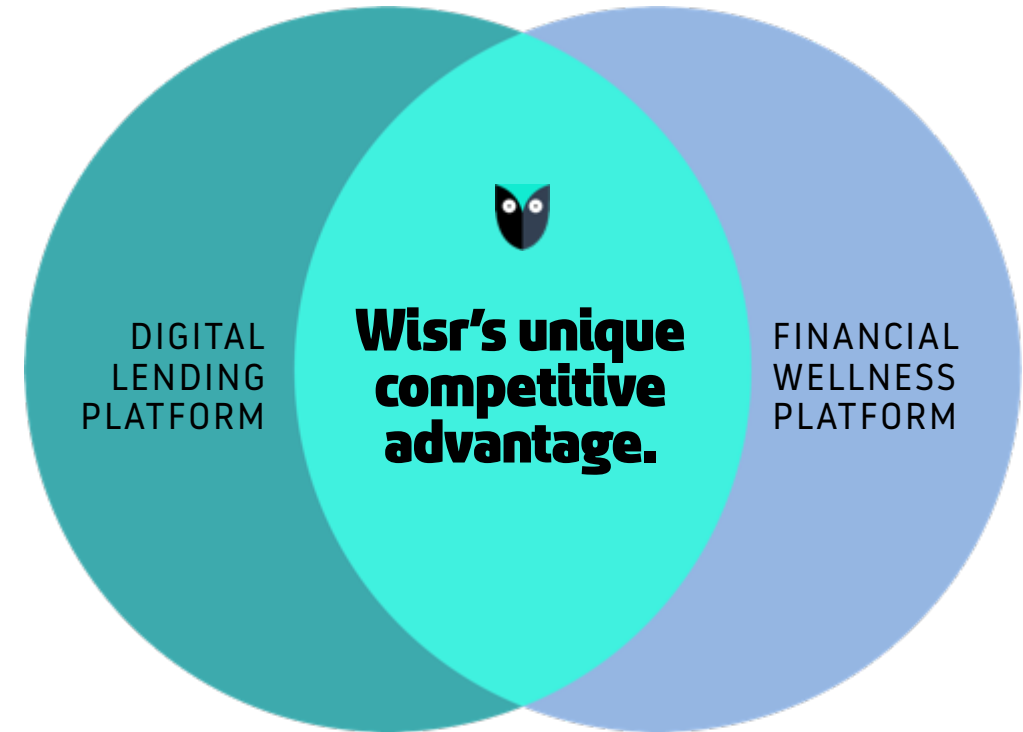 DIGITAL
LENDING
PLATFORM
Wisr’s unique
competitive
advantage.
FINANCIAL
WELLNESS
PLATFORM